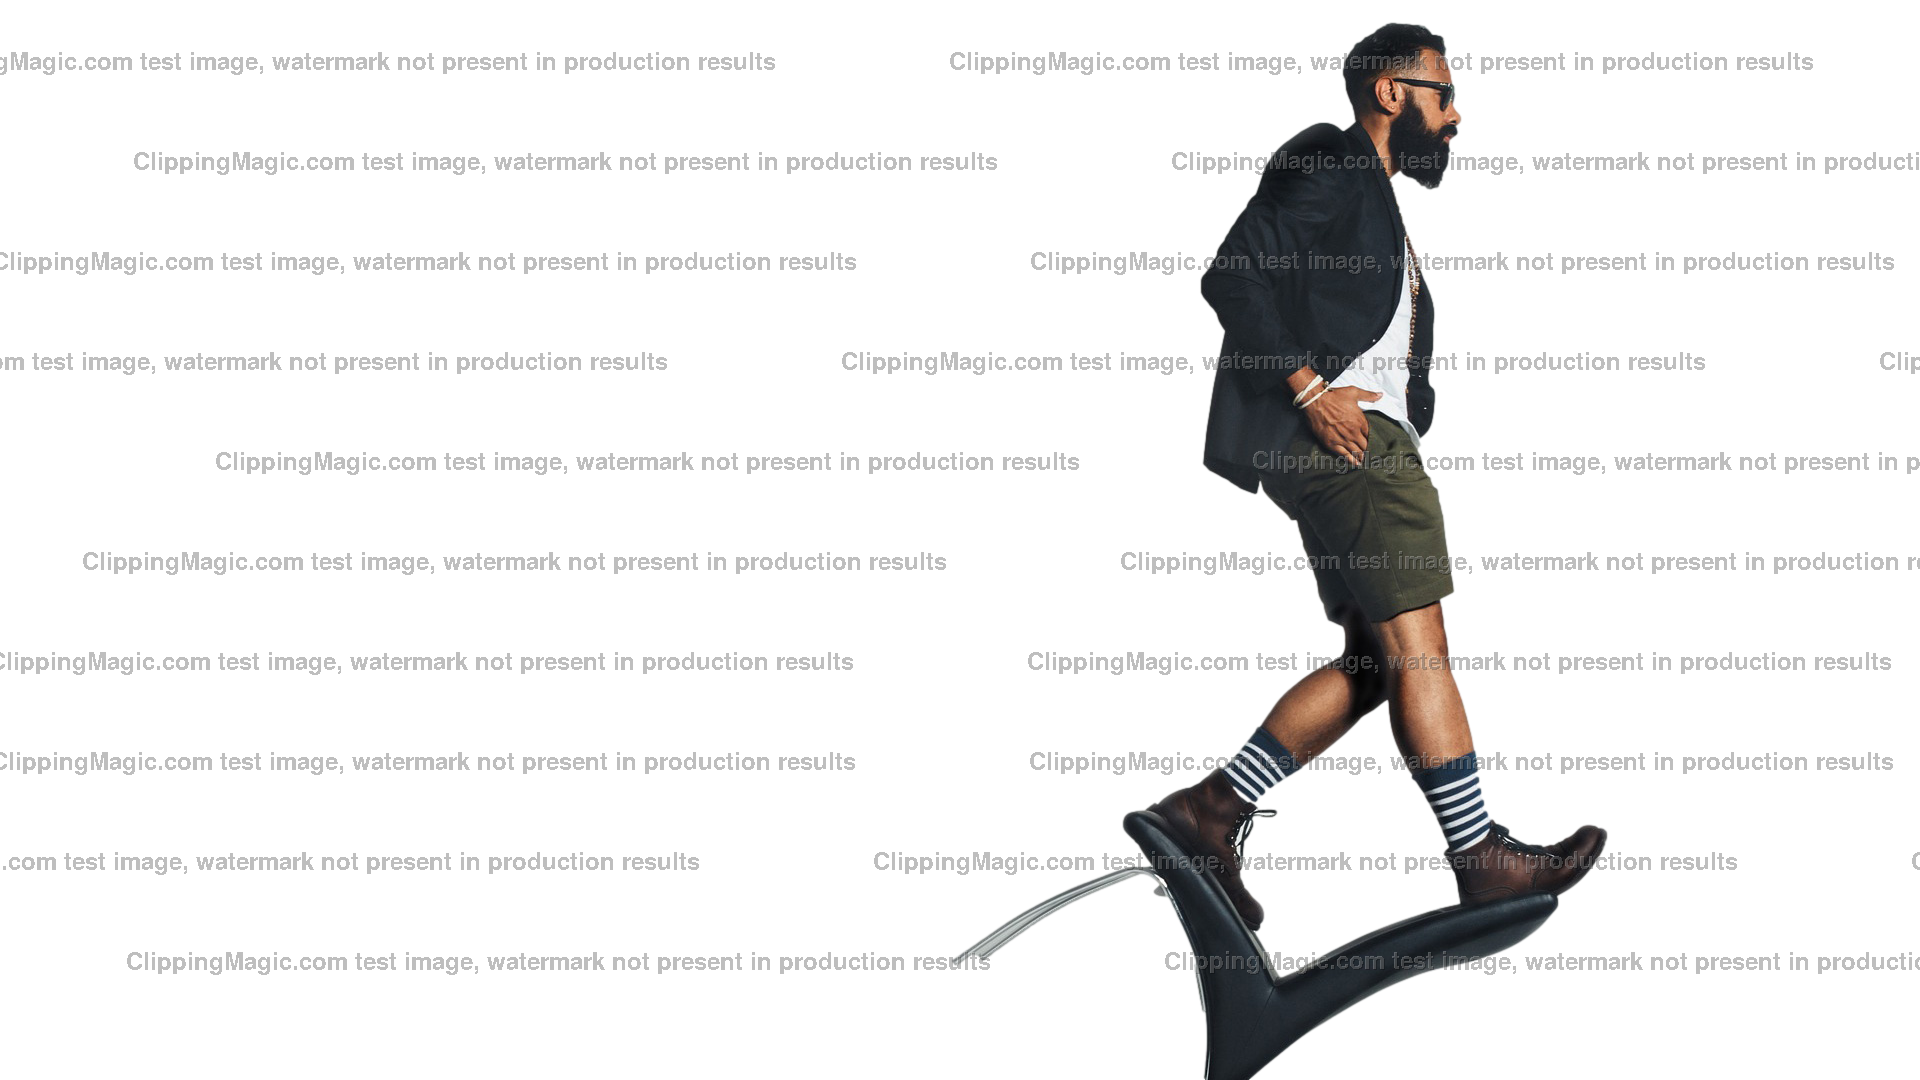 gMagic.com test image, watermark not present in production results ClippingMagic.com test image, watermark not present in production results
ClippingMagic.com test image, watermark not present in production results ClippingMagic.com test image, watermark not present in producti
ClippingMagic.com test image, watermark not present in production results ClippingMagic.com test image, watermark not present in production results
om test image, watermark not present in production results ClippingMagic.com test image, watermark not present in production results Clip
ClippingMagic.com test image, watermark not present in production results ClippingMagic.com test image, watermark not present in p
ClippingMagic.com test image, watermark not present in production results ClippingMagic.com test image, watermark not present in production r
ClippingMagic.com test image, watermark not present in production results ClippingMagic.com test image, watermark not present in production results
ClippingMagic.com test image, watermark not present in production results ClippingMagic.com test image, watermark not present in production results
.com test image, watermark not present in production results ClippingMagic.com test image, watermark not present in production results C
ClippingMagic.com test image, watermark not present in production results ClippingMagic.com test image, watermark not present in productic